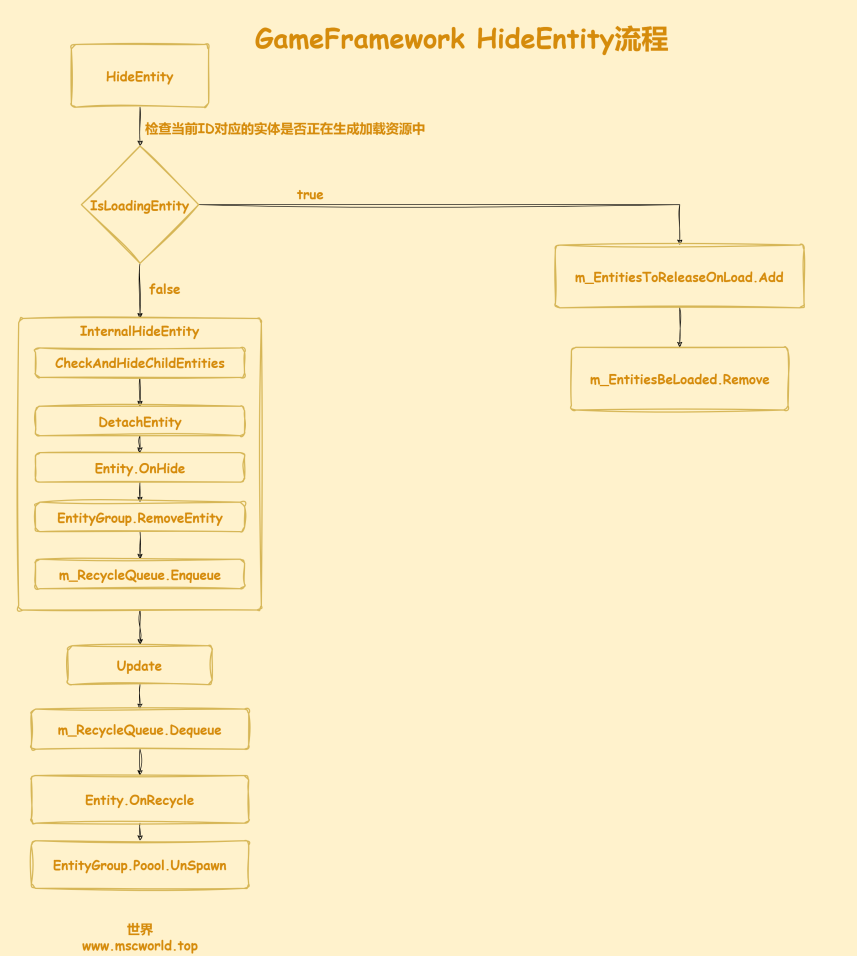 GameFramework HideEntity流程
HideEntity
检查当前ID对应的实体是否正在生成加载资源中
IsLoadingEntity
true
m_EntitiesToReleaseOnLoad.Add
false
m_EntitiesBeLoaded.Remove
InternalHideEntity
CheckAndHideChildEntities
DetachEntity
Entity.OnHide
EntityGroup.RemoveEntity
m_RecycleQueue.Enqueue
Update
m_RecycleQueue.Dequeue
Entity.OnRecycle
EntityGroup.Poool.UnSpawn
世界
www.mscworld.top